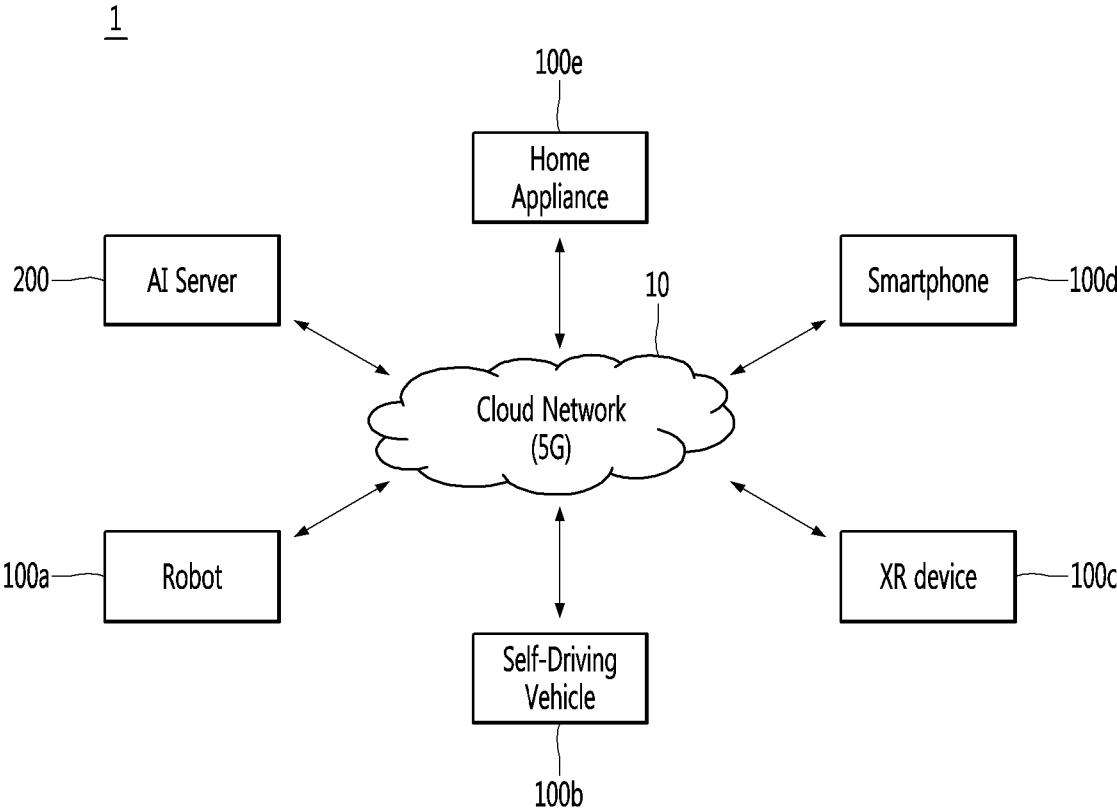 1
100e
Home
Appliance
200
AI Server
Smartphone
100d
10
Cloud Network
(5G)
100a
Robot
XR device
100c
Self-Driving
Vehicle
100b